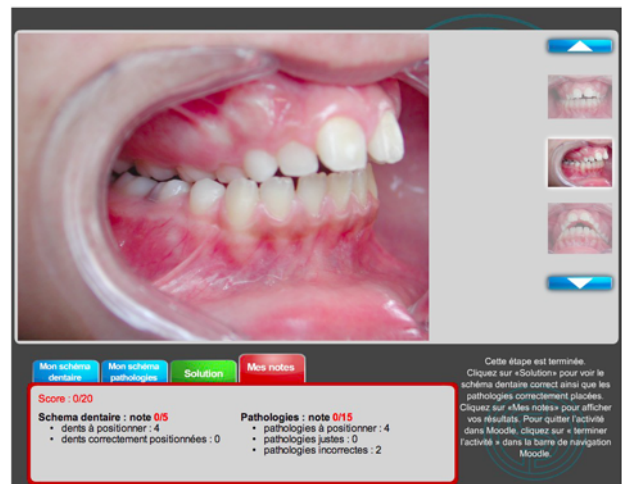 Mon schéma
dentaire
Mon schéma
pathologies
Solution
Mes notes
Score : 0/20
Schema dentaire : note 0/5
• dents à positionner : 4
• dents correctement positionnées : 0
Pathologies : note 0/15
• pathologies à positionner : 4
• pathologies justes : 0
• pathologies incorrectes : 2
Cette étape est terminée.
Cliquez sur «Solution» pour voir le
schéma dentaire correct ainsi que les
pathologies correctement placées.
Cliquez sur «Mes notes» pour afficher
vos résultats. Pour quitter l'activité
dans Moodle, cliquez sur « terminer
l'activité » dans la barre de navigation
Moodle.